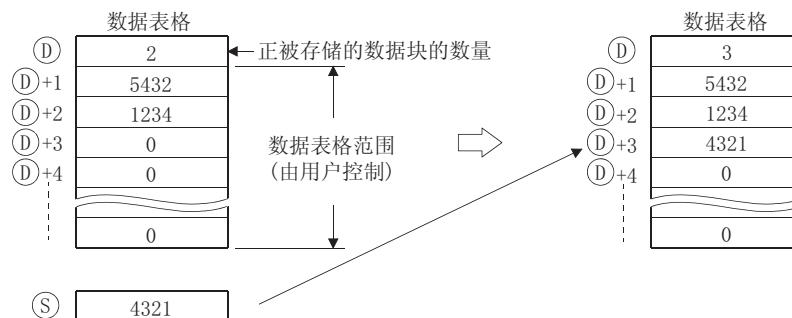 数据表格
Ⓓ 2
Ⓓ+1 5432
Ⓓ+2 1234
Ⓓ+3 0
Ⓓ+4 0
0
Ⓢ 4321
正被存储的数据块的数量
数据表格范围
(由用户控制)
数据表格
Ⓓ 3
Ⓓ+1 5432
Ⓓ+2 1234
Ⓓ+3 4321
Ⓓ+4 0
0